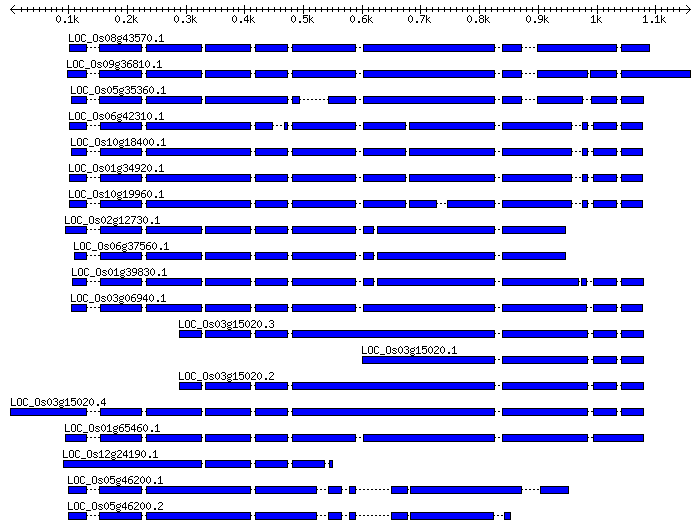 0.1k 0.2k 0.3k 0.4k 0.5k 0.6k 0.7k 0.8k 0.9k 1k 1.1k
LOC_Os08g43570.1
LOC_Os09g36810.1
LOC_Os05g35360.1
LOC_Os06g42310.1
LOC_Os10g18400.1
LOC_Os01g34920.1
LOC_Os10g19960.1
LOC_Os02g12730.1
LOC_Os06g37560.1
LOC_Os01g39830.1
LOC_Os03g06940.1
LOC_Os03g15020.3
LOC_Os03g15020.1
LOC_Os03g15020.2
LOC_Os03g15020.4
LOC_Os01g65460.1
LOC_Os12g24190.1
LOC_Os05g46200.1
LOC_Os05g46200.2